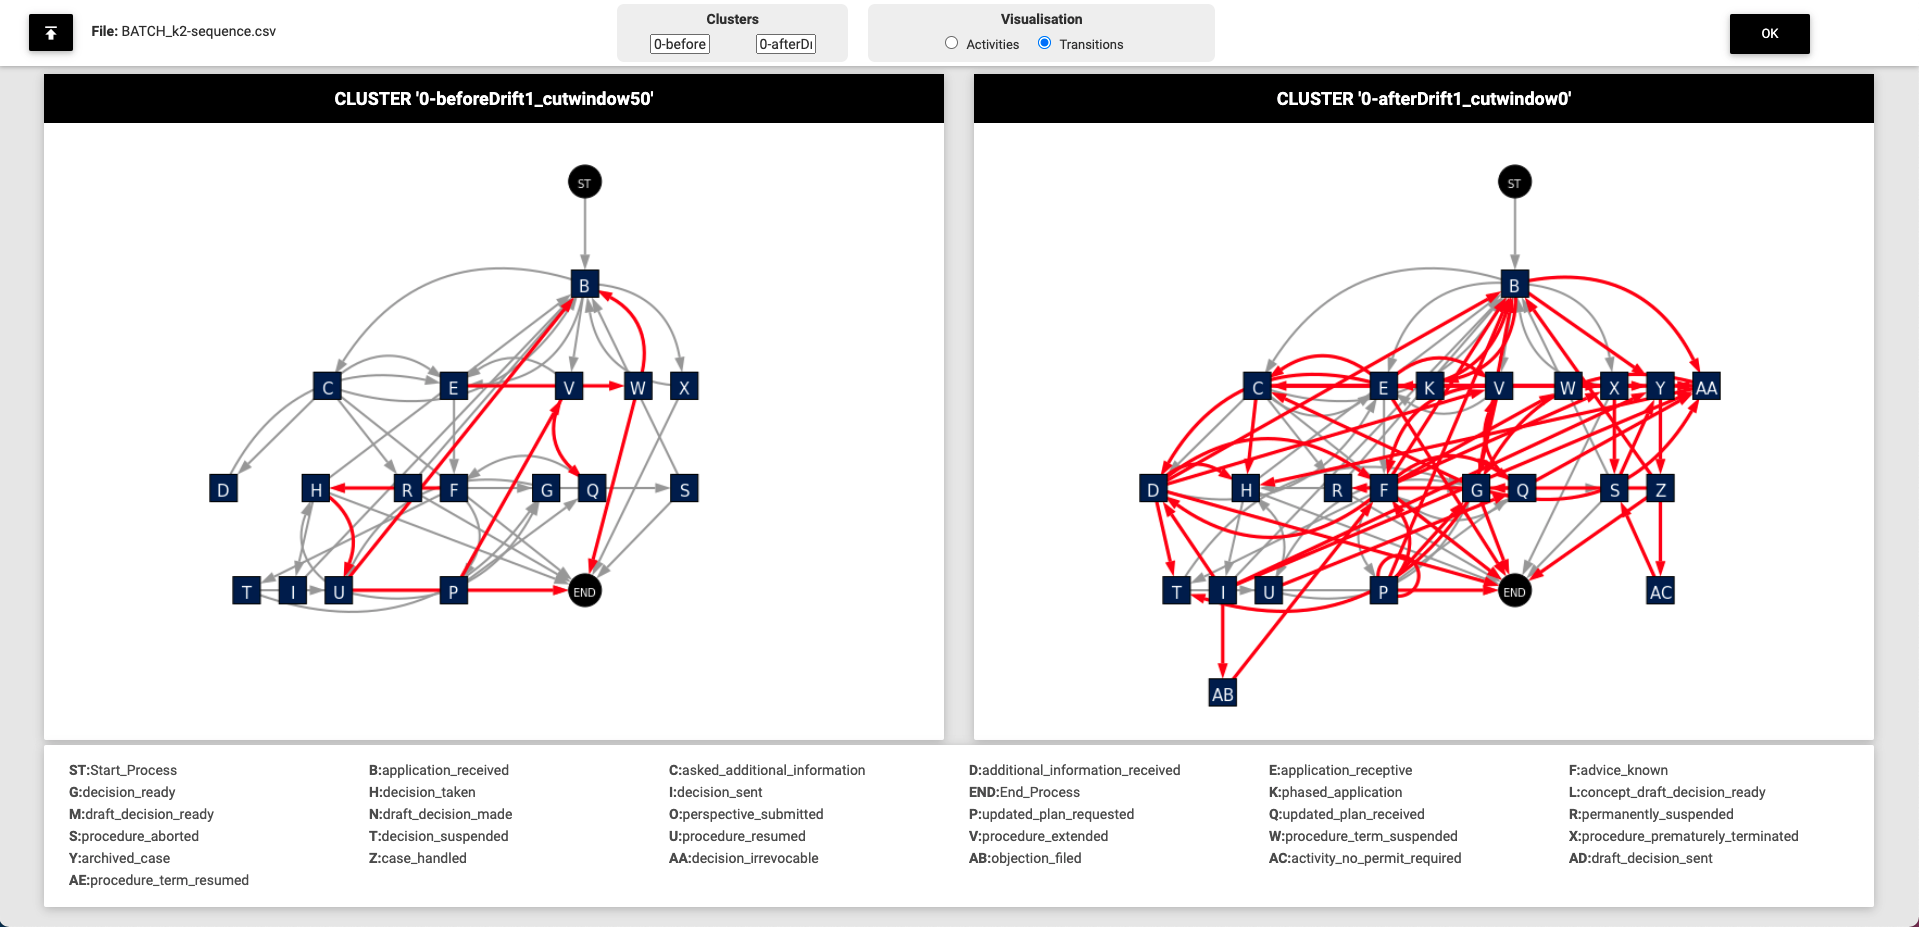 File: BATCH_k2-sequence.csv
Clusters
0-before 0-afterDr
Visualisation
Activities Transitions
OK
CLUSTER '0-beforeDrift1_cutwindow50'
ST
B
C E V W X
D H R F G Q S
T I U P END
CLUSTER '0-afterDrift1_cutwindow0'
ST
B
C E K V W X Y AA
D H R F G Q S Z
T I U P END AC
AB
ST:Start_Process B:application_received C:asked_additional_information D:additional_information_received E:application_receptive F:advice_known
G:decision_ready H:decision_taken I:decision_sent END:End_Process K:phased_application L:concept_draft_decision_ready
M:draft_decision_ready N:draft_decision_made O:perspective_submitted P:updated_plan_requested Q:updated_plan_received R:permanently_suspended
S:procedure_aborted T:decision_suspended U:procedure_resumed V:procedure_extended W:procedure_term_suspended X:procedure_prematurely_terminated
Y:archived_case Z:case_handled AA:decision_irrevocable AB:objection_filed AC:activity_no_permit_required AD:draft_decision_sent
AE:procedure_term_resumed